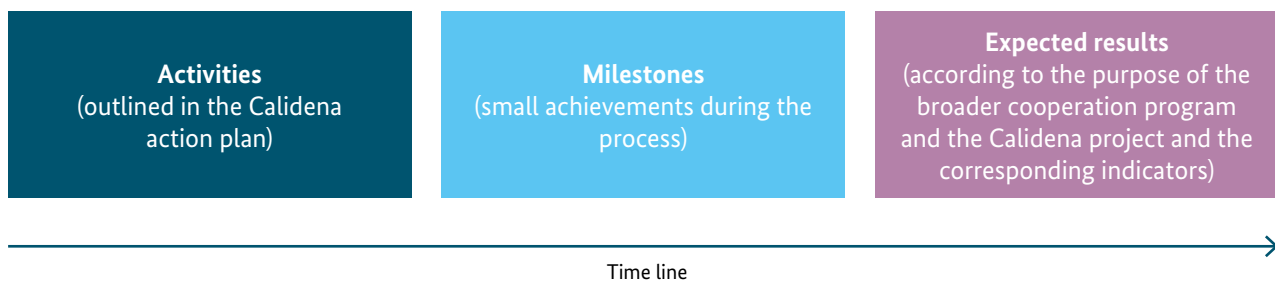 Activities
(outlined in the Calidena
action plan)
Milestones
(small achievements during the
process)
Expected results
(according to the purpose of the
broader cooperation program
and the Calidena project and the
corresponding indicators)
Time line